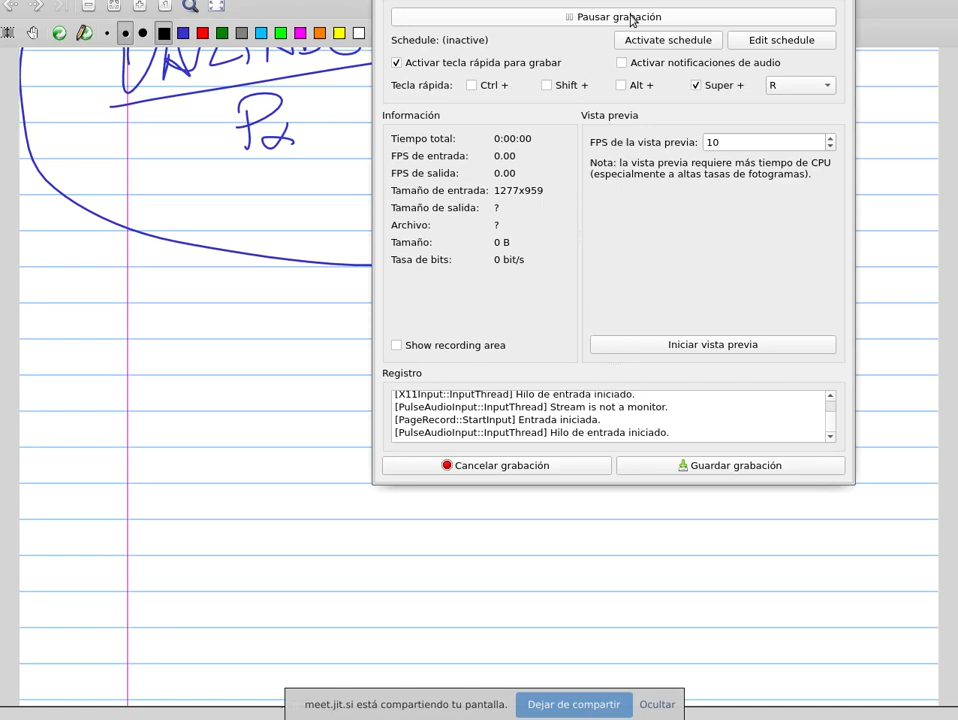 Pausar grabación
Schedule: (inactive)
Activate schedule
Edit schedule
Activar tecla rápida para grabar
Activar notificaciones de audio
Tecla rápida:
Ctrl +
Shift +
Alt +
Super +
R
Información
Tiempo total: 0:00:00
FPS de entrada: 0.00
FPS de salida: 0.00
Tamaño de entrada: 1277x959
Tamaño de salida: ?
Archivo: ?
Tamaño: 0 B
Tasa de bits: 0 bit/s
Show recording area
Vista previa
FPS de la vista previa: 10
Nota: la vista previa requiere más tiempo de CPU
(especialmente a altas tasas de fotogramas).
Iniciar vista previa
Registro
[X11Input::InputThread] Hilo de entrada iniciado.
[PulseAudioInput::InputThread] Stream is not a monitor.
[PageRecord::StartInput] Entrada iniciada.
[PulseAudioInput::InputThread] Hilo de entrada iniciado.
Cancelar grabación
Guardar grabación
meet.jit.si está compartiendo tu pantalla.
Dejar de compartir
Ocultar